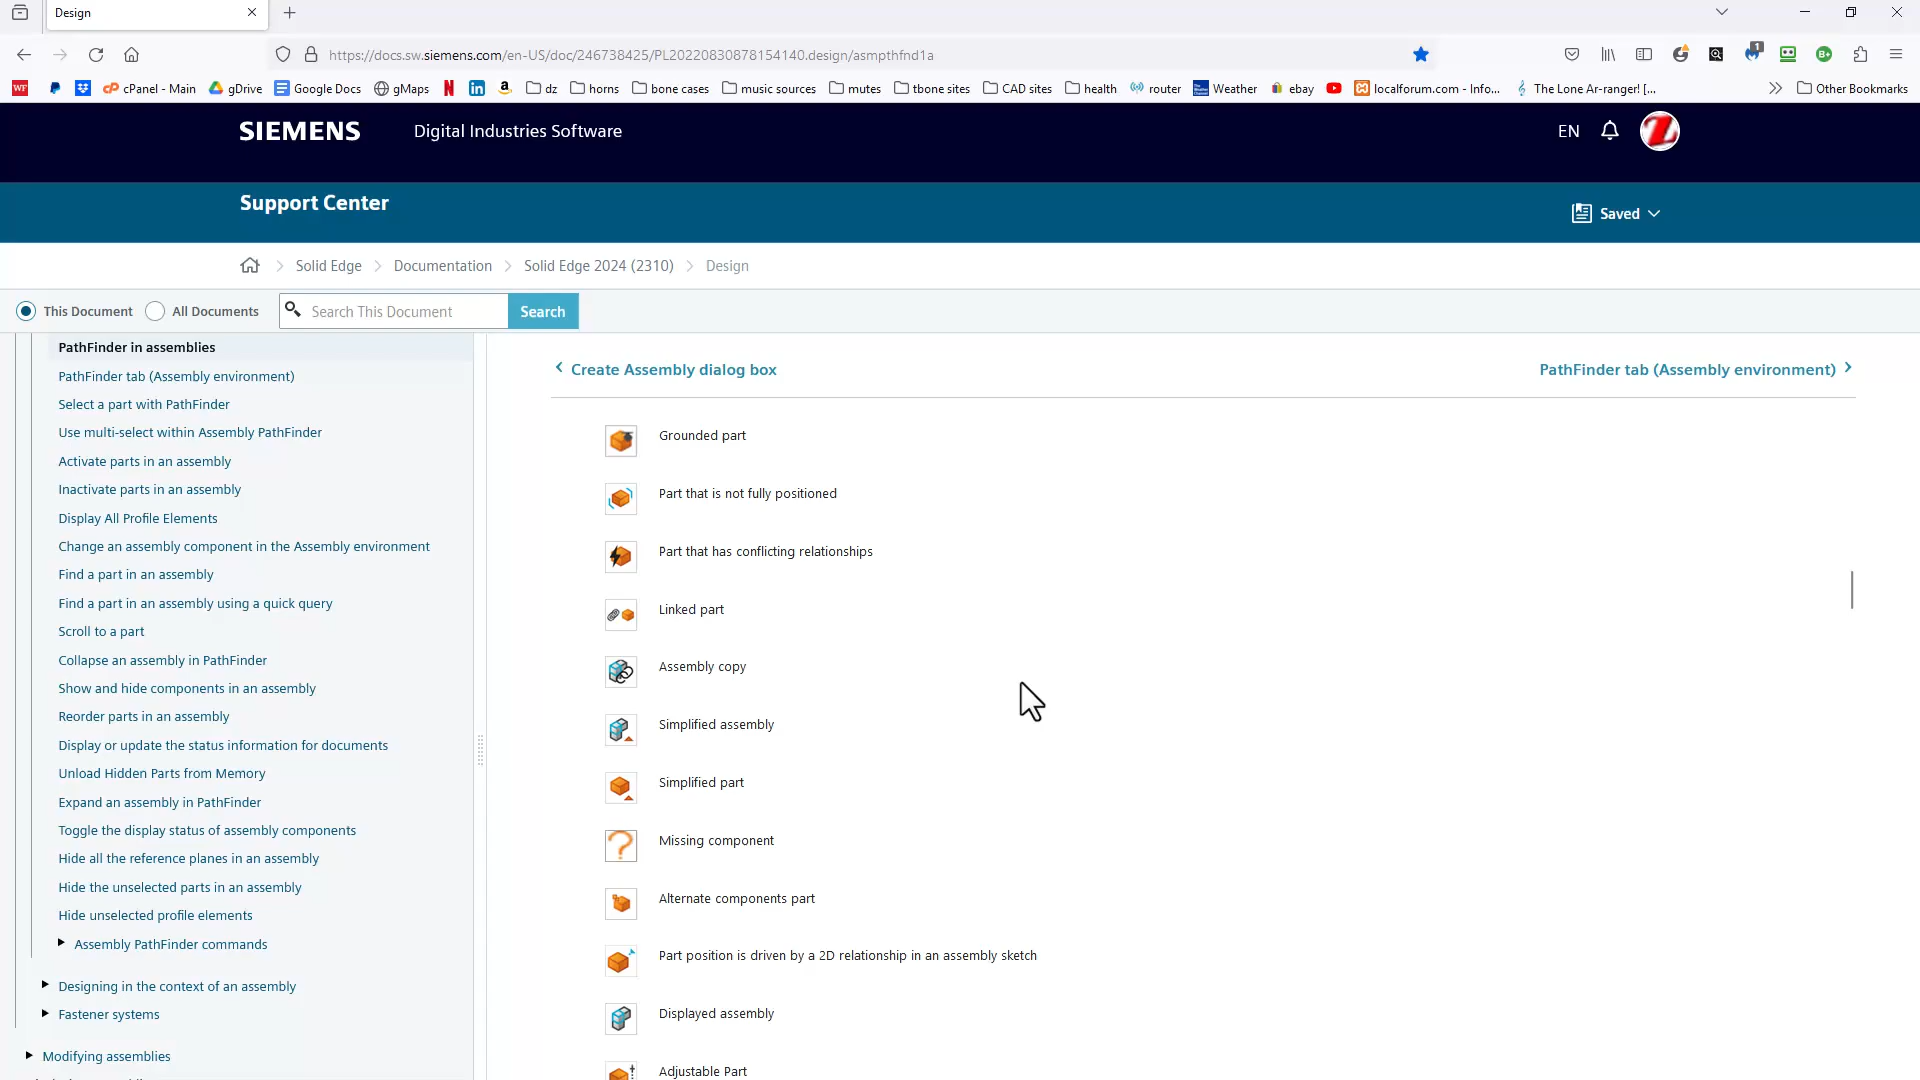 Design
https://docs.sw.siemens.com/en-US/doc/246738425/PL20220830878154140.design/asmpthfnd1a
1
WF
cPanel - Main
gDrive
Google Docs
gMaps
dz
horns
bone cases
music sources
mutes
tbone sites
CAD sites
health
router
Weather
ebay
localforum.com - Info...
The Lone Ar-ranger! [...
Other Bookmarks
SIEMENS
Digital Industries Software
EN
Support Center
Saved
Solid Edge
Documentation
Solid Edge 2024 (2310)
Design
This Document
All Documents
Search This Document
Search
PathFinder in assemblies
PathFinder tab (Assembly environment)
Select a part with PathFinder
Use multi-select within Assembly PathFinder
Activate parts in an assembly
Inactivate parts in an assembly
Display All Profile Elements
Change an assembly component in the Assembly environment
Find a part in an assembly
Find a part in an assembly using a quick query
Scroll to a part
Collapse an assembly in PathFinder
Show and hide components in an assembly
Reorder parts in an assembly
Display or update the status information for documents
Unload Hidden Parts from Memory
Expand an assembly in PathFinder
Toggle the display status of assembly components
Hide all the reference planes in an assembly
Hide the unselected parts in an assembly
Hide unselected profile elements
Assembly PathFinder commands
Designing in the context of an assembly
Fastener systems
Modifying assemblies
Create Assembly dialog box
PathFinder tab (Assembly environment)
Grounded part
Part that is not fully positioned
Part that has conflicting relationships
Linked part
Assembly copy
Simplified assembly
Simplified part
Missing component
Alternate components part
Part position is driven by a 2D relationship in an assembly sketch
Displayed assembly
Adjustable Part